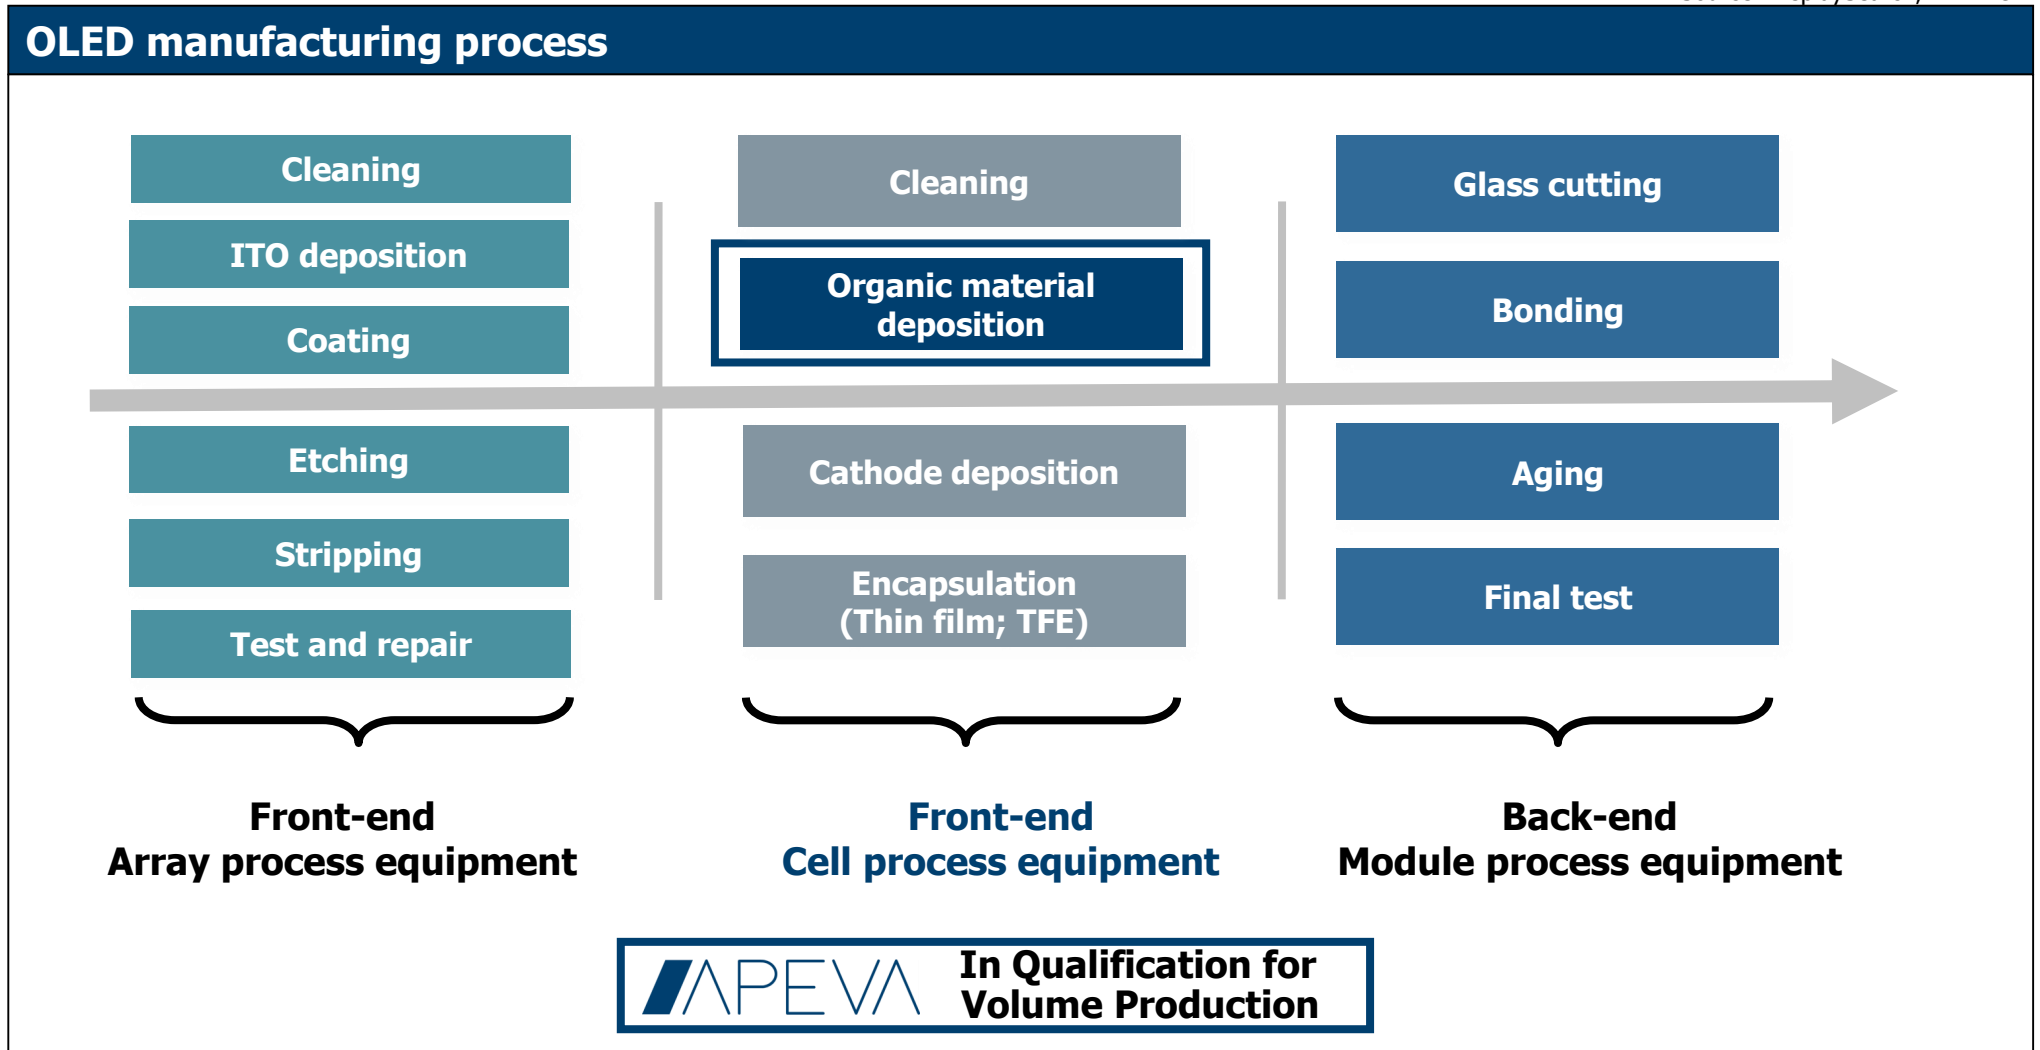 OLED manufacturing process
Cleaning
ITO deposition
Coating
Etching
Stripping
Test and repair
Cleaning
Organic material
deposition
Cathode deposition
Encapsulation
(Thin film; TFE)
Glass cutting
Bonding
Aging
Final test
Front-end
Array process equipment
Front-end
Cell process equipment
Back-end
Module process equipment
APEVA
In Qualification for
Volume Production